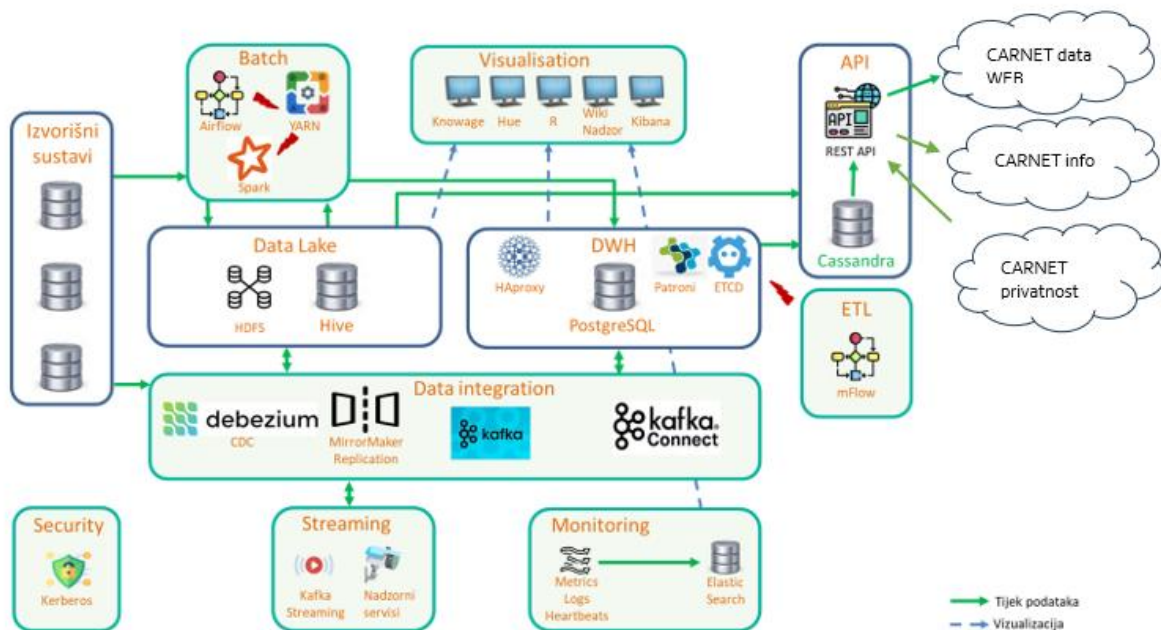 Batch
Airflow
YARN
Spark
Visualisation
Knowage
Hue
R
Wiki
Nadzor
Kibana
API
API
REST API
Cassandra
CARNET data
WEB
CARNET info
CARNET
privatnost
Izvorišni
sustavi
Data Lake
HDFS
Hive
DWH
HAproxy
PostgreSQL
Patroni
ETCD
ETL
mFlow
Data integration
debezium
CDC
MirrorMaker
Replication
kafka
kafka
Connect
Security
Kerberos
Streaming
Kafka
Streaming
Nadzorni
servisi
Monitoring
Metrics
Logs
Heartbeats
Elastic
Search
Tijek podataka
Vizualizacija